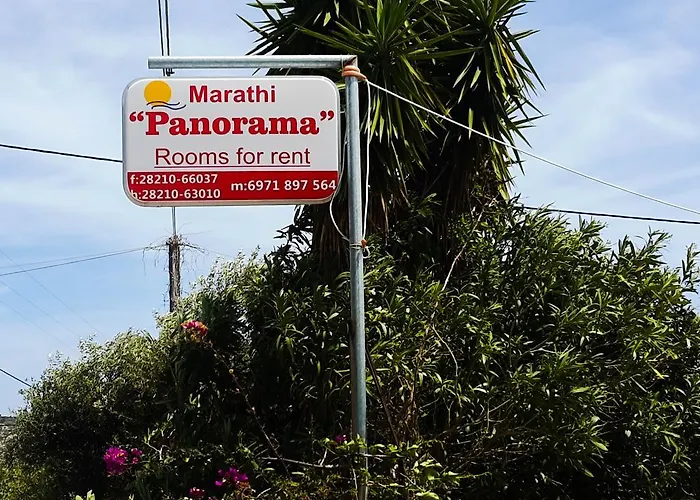 Marathi
“Panorama”
Rooms for rent
f:28210-66037
h:28210-63010 m:6971 897 564